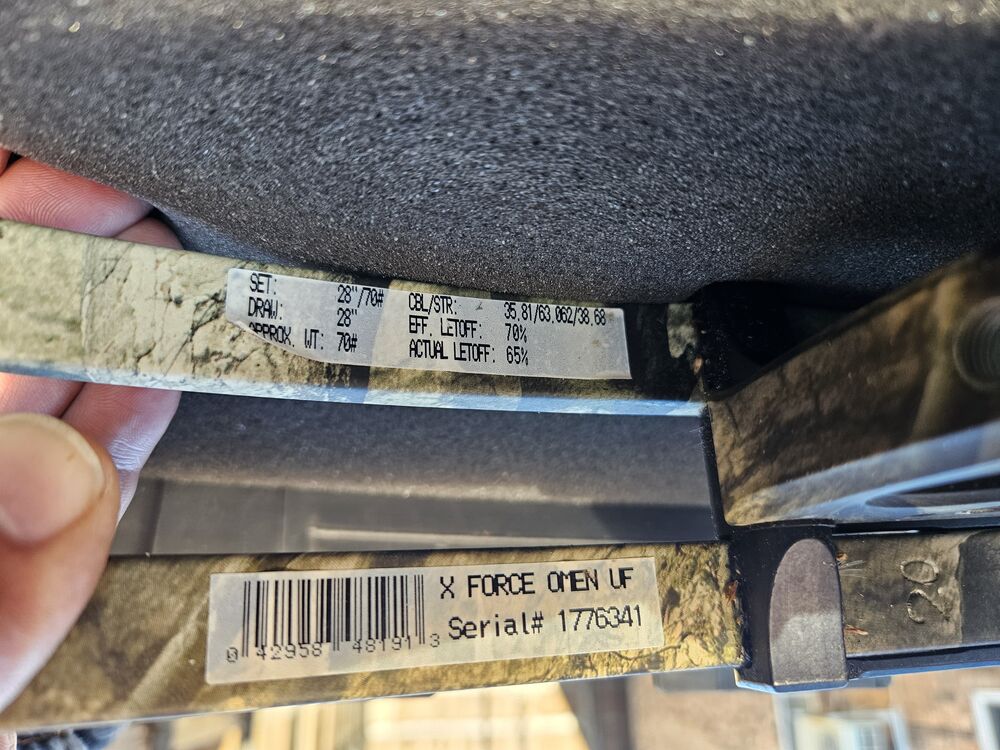 SET: 28"/70# CBL/STR: 35.81/63.062/38.68
DRAW: 28" EFF. LETOFF: 70%
APPROX. WT: 70# ACTUAL LETOFF: 65%
X FORCE OMEN UF
Serial# 1776341
0 42958 48191 3
20